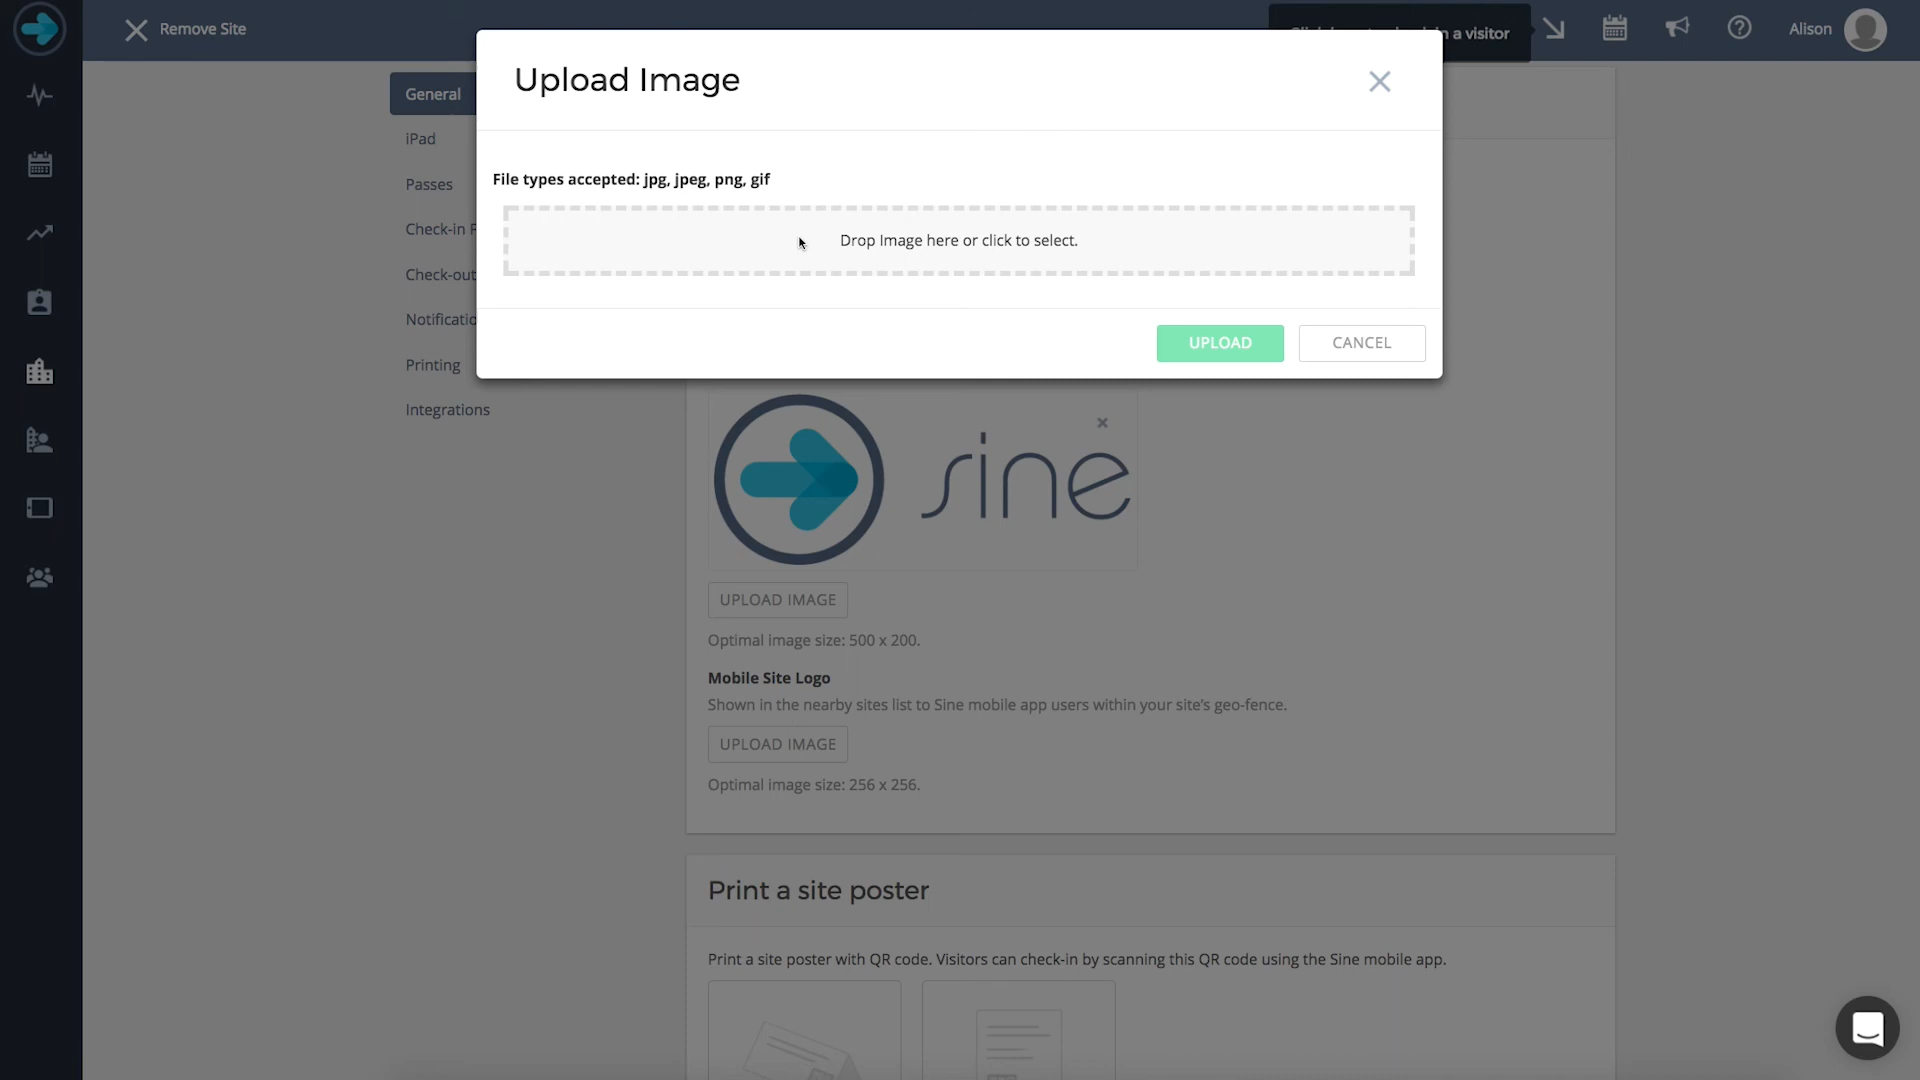 Remove Site
n a visitor
Alison
Upload Image
General
iPad
Passes
Check-in
Check-out
Printing
Integrations
File types accepted: jpg, jpeg, png, gif
Drop Image here or click to select.
UPLOAD
CANCEL
sine
UPLOAD IMAGE
Optimal image size: 500 x 200.
Mobile Site Logo
Shown in the nearby sites list to Sine mobile app users within your site's geo-fence.
UPLOAD IMAGE
Optimal image size: 256 x 256.
Print a site poster
Print a site poster with QR code. Visitors can check-in by scanning this QR code using the Sine mobile app.